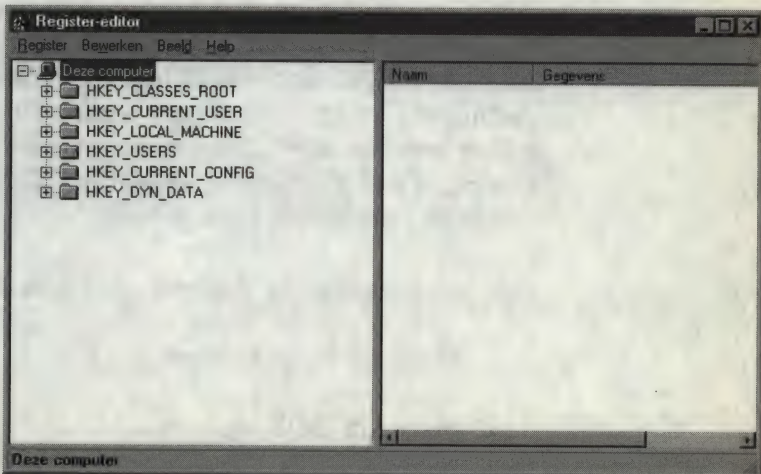 Register-editor
Register Bewerken Beeld Help
Deze computer
HKEY_CLASSES_ROOT
HKEY_CURRENT_USER
HKEY_LOCAL_MACHINE
HKEY_USERS
HKEY_CURRENT_CONFIG
HKEY_DYN_DATA
Naam Gegevens
Deze computer